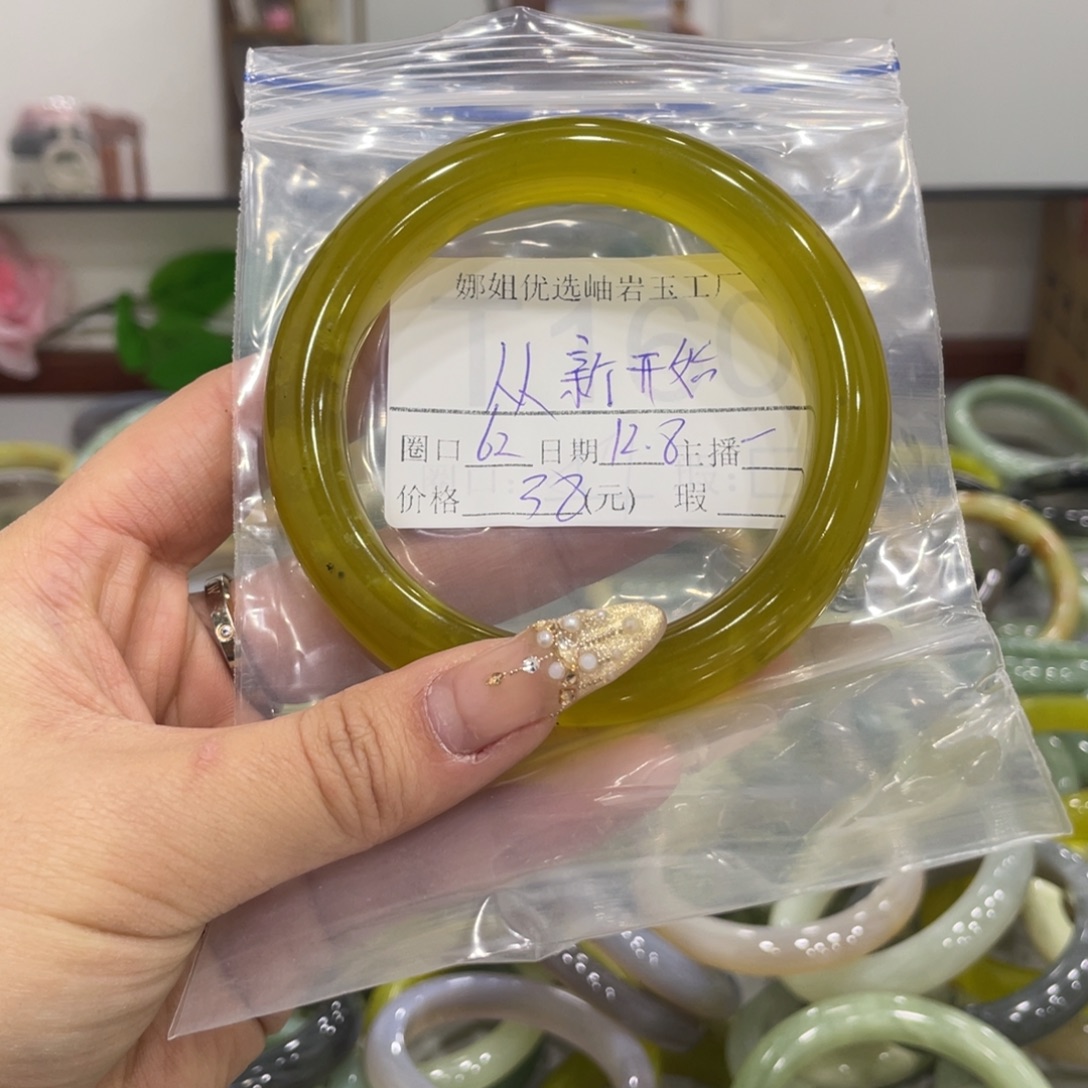 娜姐优选岫岩玉工厂
T160
从新开始
圈口 62 日期 12.8 主播 一
价格 38 (元) 瑕